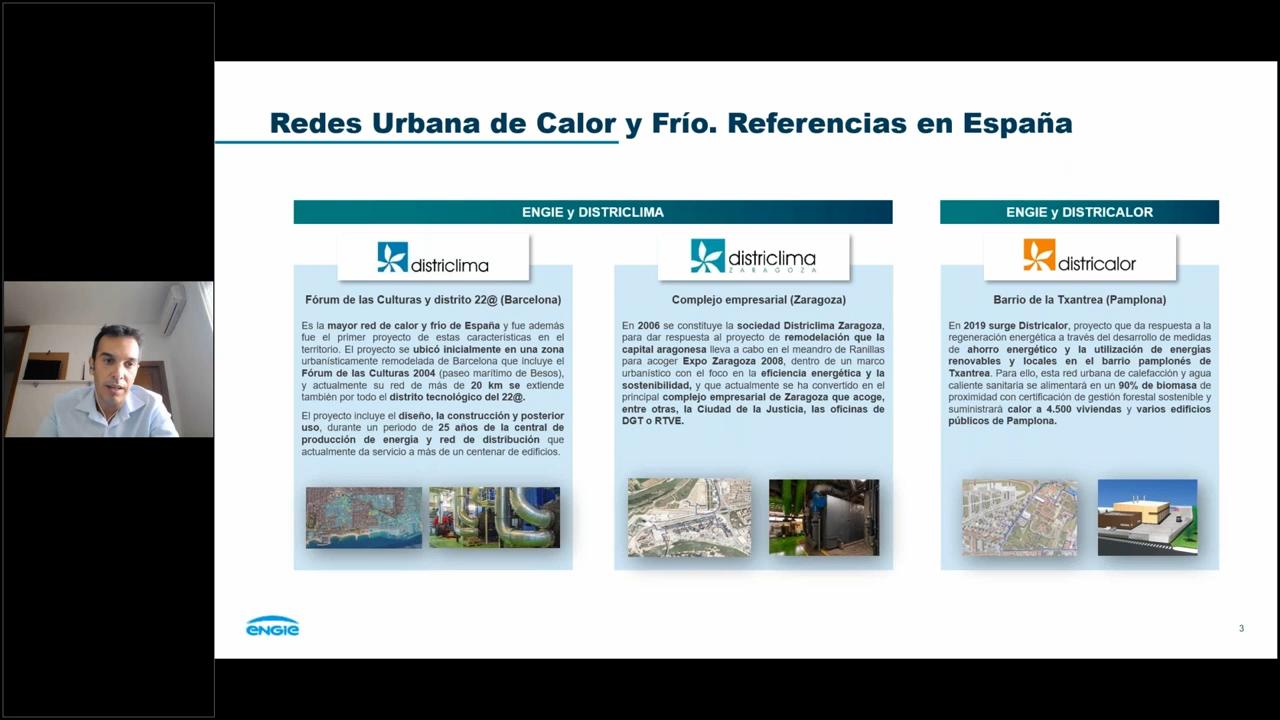 Redes Urbana de Calor y Frío. Referencias en España
ENGIE y DISTRICLIMA
districlima
Fórum de las Culturas y distrito 22@ (Barcelona)
Es la mayor red de calor y frio de España y fue además
fue el primer proyecto de estas características en el
territorio. El proyecto se ubicó inicialmente en una zona
urbanísticamente remodelada de Barcelona que incluye el
Fórum de las Culturas 2004 (paseo marítimo de Besos),
y actualmente su red de más de 20 km se extiende
también por todo el distrito tecnológico del 22@.
El proyecto incluye el diseño, la construcción y posterior
uso, durante un periodo de 25 años de la central de
producción de energía y red de distribución que
actualmente da servicio a más de un centenar de edificios.
districlima
ZARAGOZA
Complejo empresarial (Zaragoza)
En 2006 se constituye la sociedad Districlima Zaragoza,
para dar respuesta al proyecto de remodelación que la
capital aragonesa lleva a cabo en el meandro de Ranillas
para acoger Expo Zaragoza 2008, dentro de un marco
urbanístico con el foco en la eficiencia energética y la
sostenibilidad, y que actualmente se ha convertido en el
principal complejo empresarial de Zaragoza que acoge,
entre otras, la Ciudad de la Justicia, las oficinas de
DGT o RTVE.
ENGIE y DISTRICALOR
districalor
Barrio de la Txantrea (Pamplona)
En 2019 surge Districalor, proyecto que da respuesta a la
regeneración energética a través del desarrollo de medidas
de ahorro energético y la utilización de energías
renovables y locales en el barrio pamplonés de
Txantrea. Para ello, esta red urbana de calefacción y agua
caliente sanitaria se alimentará en un 90% de biomasa de
proximidad con certificación de gestión forestal sostenible y
suministrará calor a 4.500 viviendas y varios edificios
públicos de Pamplona.
ENGIE
3